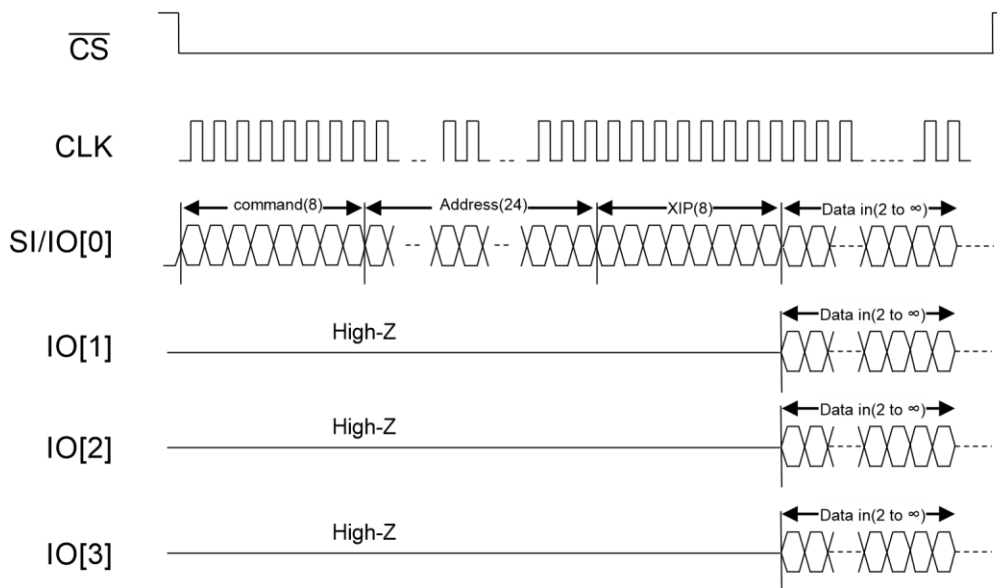 CS
CLK
command(8) Address(24) XIP(8) Data in(2 to ∞)
SI/IO[0]
Data in(2 to ∞)
High-Z
IO[1]
Data in(2 to ∞)
High-Z
IO[2]
Data in(2 to ∞)
High-Z
IO[3]